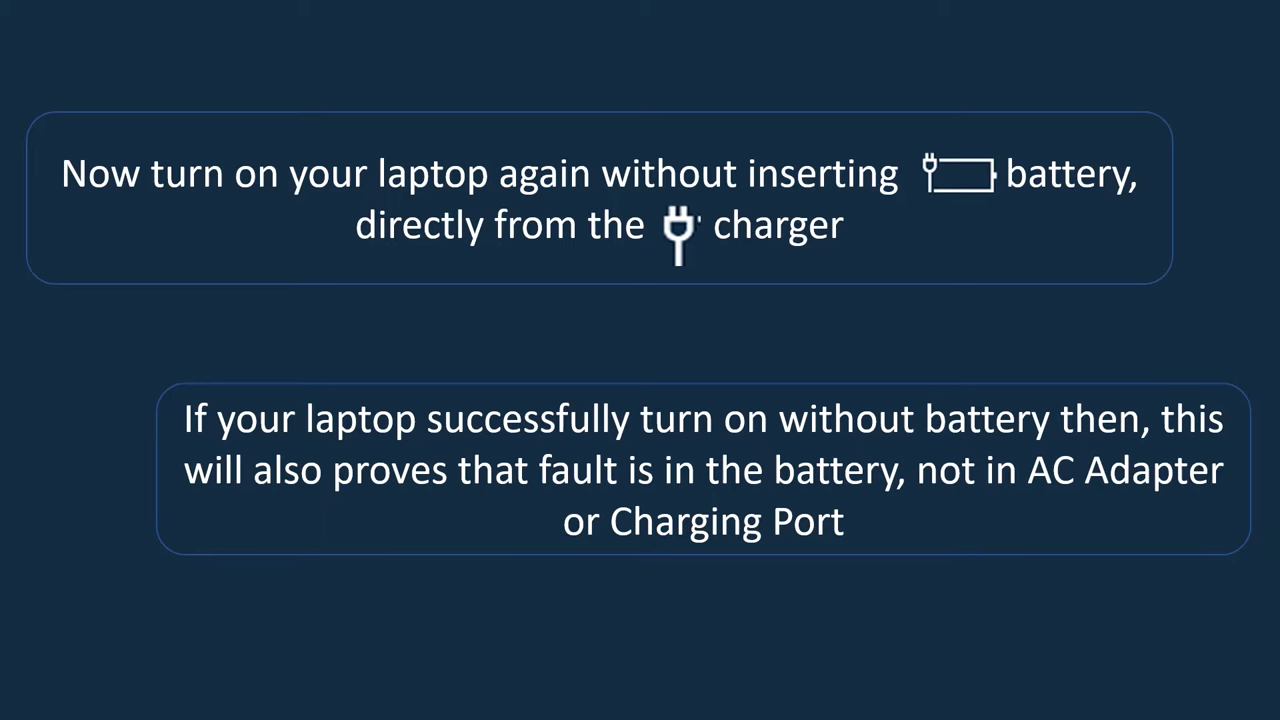 Now turn on your laptop again without inserting battery,
directly from the charger
If your laptop successfully turn on without battery then, this
will also proves that fault is in the battery, not in AC Adapter
or Charging Port